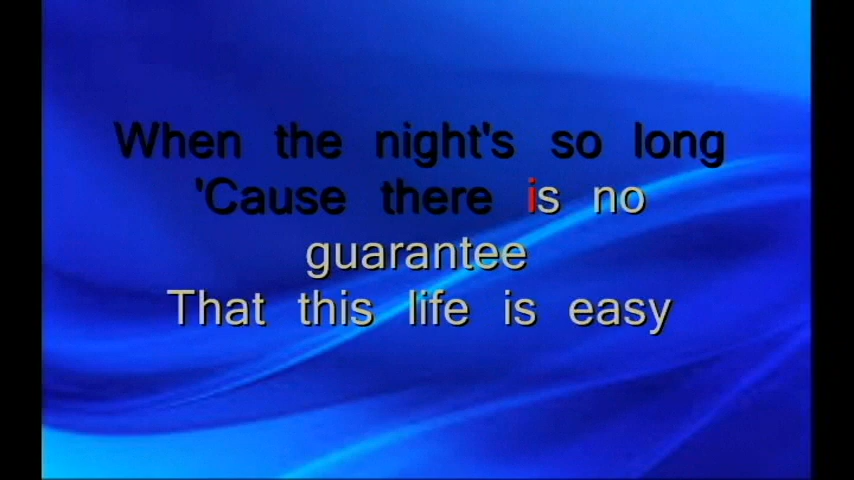 When the night's so long
'Cause there is no
guarantee
That this life is easy